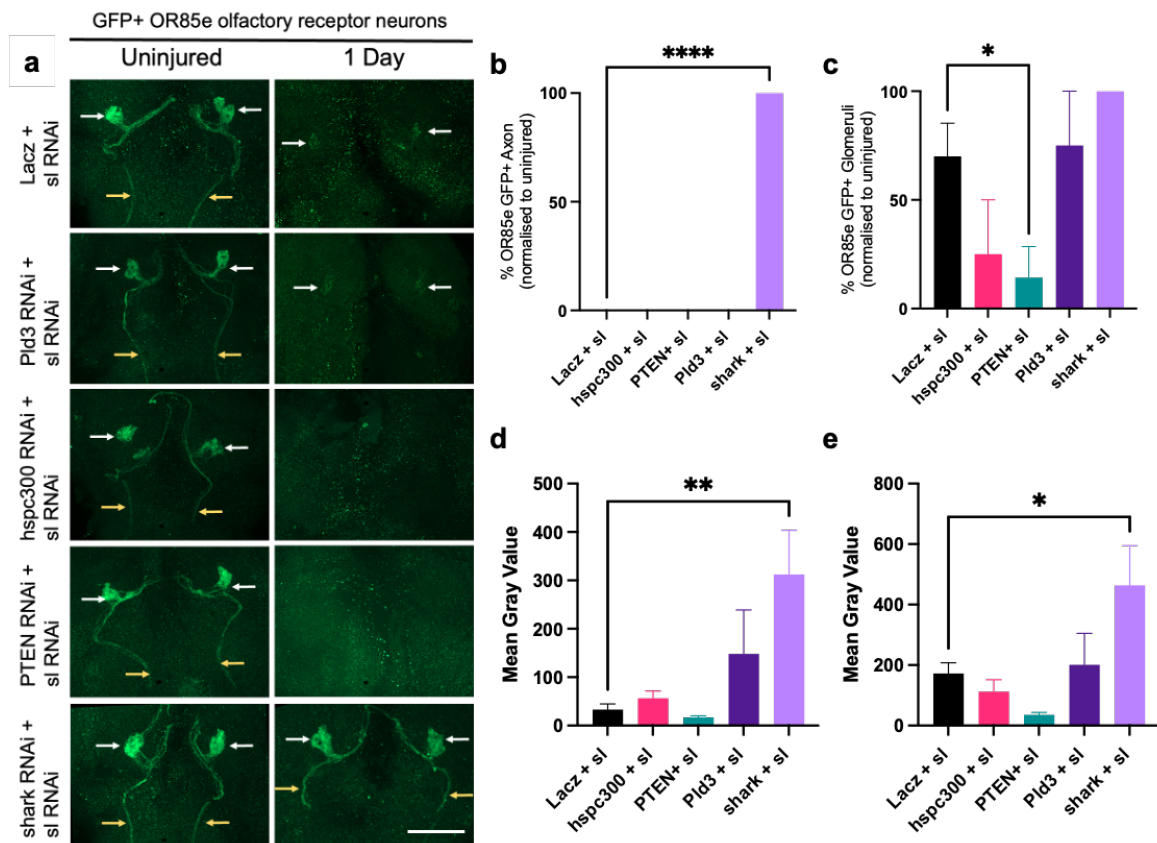 GFP+ OR85e olfactory receptor neurons
a
Uninjured
1 Day
Lacz +
sl RNAi
Pld3 RNAi +
sl RNAi
hspc300 RNAi +
sl RNAi
PTEN RNAi +
sl RNAi
shark RNAi +
sl RNAi
b
% OR85e GFP+ Axon
(normalised to uninjured)
100
50
0
****
Lacz + sl
hspc300 + sl
PTEN+ sl
Pld3 + sl
shark + sl
c
% OR85e GFP+ Glomeruli
(normalised to uninjured)
100
50
0
*
Lacz + sl
hspc300 + sl
PTEN+ sl
Pld3 + sl
shark + sl
d
Mean Gray Value
500
400
300
200
100
0
**
Lacz + sl
hspc300 + sl
PTEN+ sl
Pld3 + sl
shark + sl
e
Mean Gray Value
800
600
400
200
0
*
Lacz + sl
hspc300 + sl
PTEN+ sl
Pld3 + sl
shark + sl